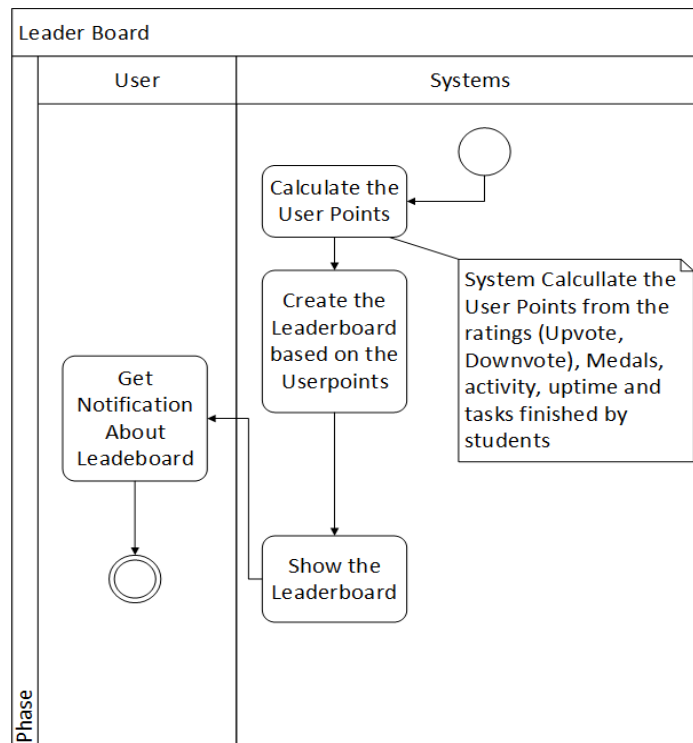 Leader Board
User
Systems
Calculate the
User Points
System Calcullate the
User Points from the
ratings (Upvote,
Downvote), Medals,
activity, uptime and
tasks finished by
students
Create the
Leaderboard
based on the
Userpoints
Get
Notification
About
Leadeboard
Show the
Leaderboard
Phase